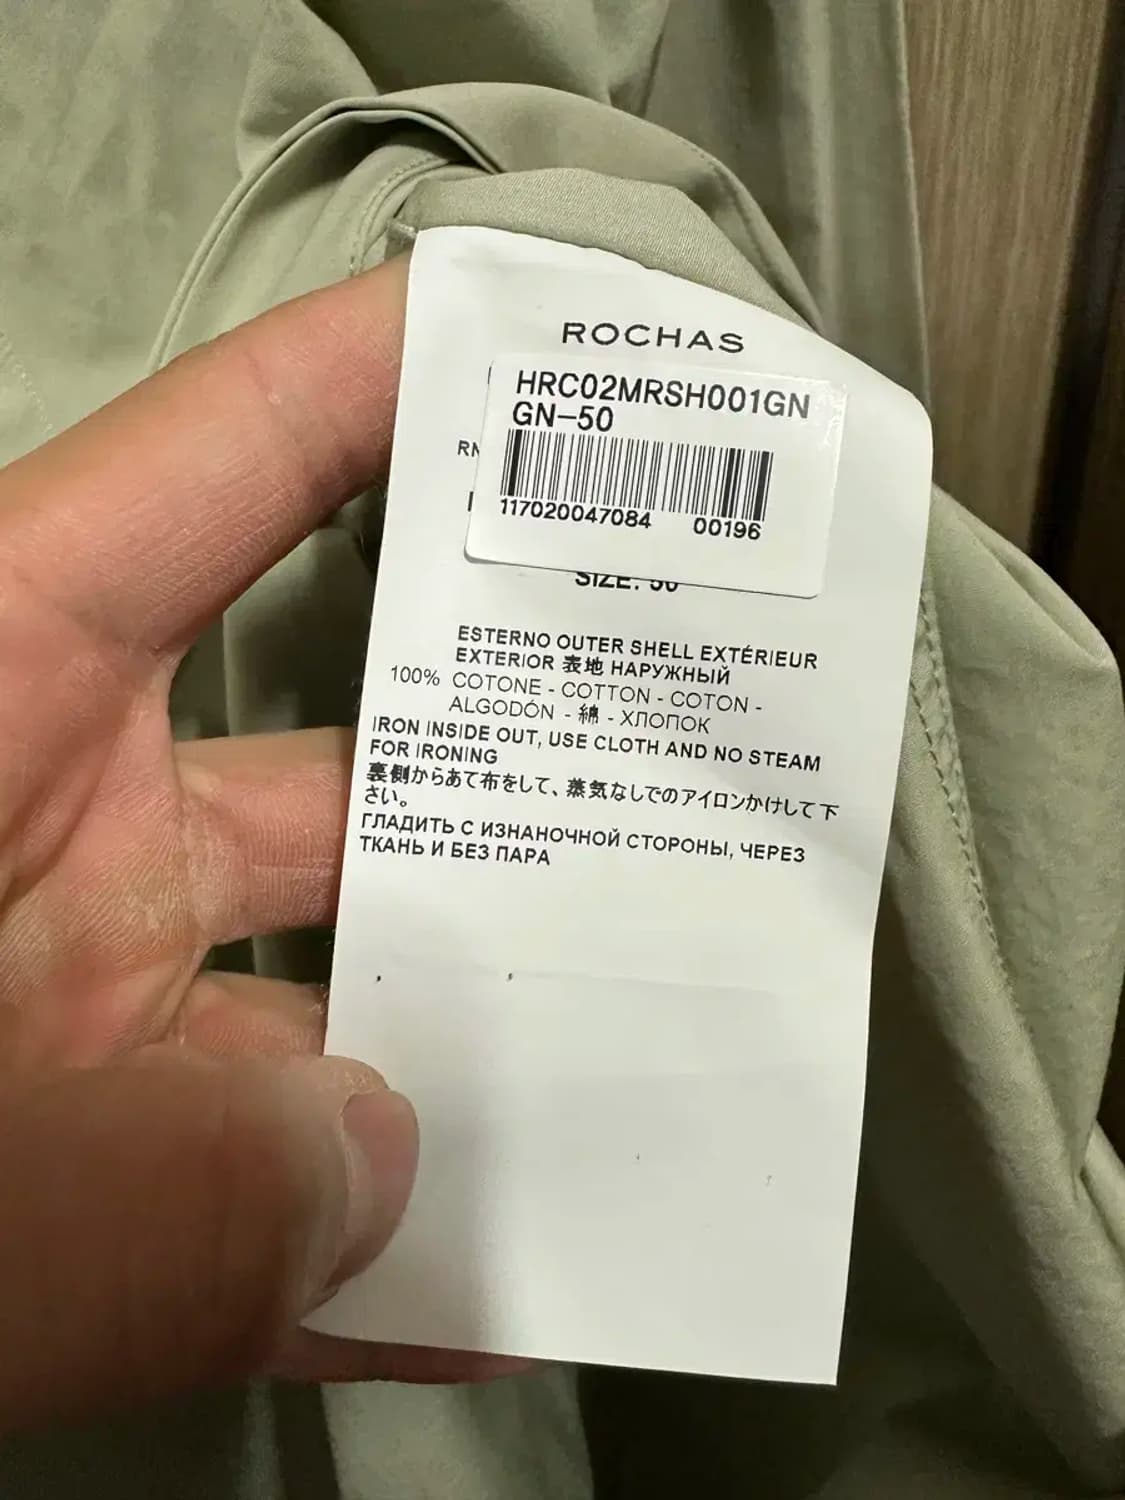 ROCHAS
HRC02MRSH001GN
GN-50
RN
117020047084 00196
SIZE: 50
ESTERNO OUTER SHELL EXTÉRIEUR
EXTERIOR 表地 НАРУЖНЫЙ
100% COTONE - COTTON - COTON -
ALGODÓN - 綿 - ХЛОПОК
IRON INSIDE OUT, USE CLOTH AND NO STEAM
FOR IRONING
裏側からあて布をして、蒸気なしでのアイロンかけして下
さい。
ГЛАДИТЬ С ИЗНАНОЧНОЙ СТОРОНЫ, ЧЕРЕЗ
ТКАНЬ И БЕЗ ПАРА